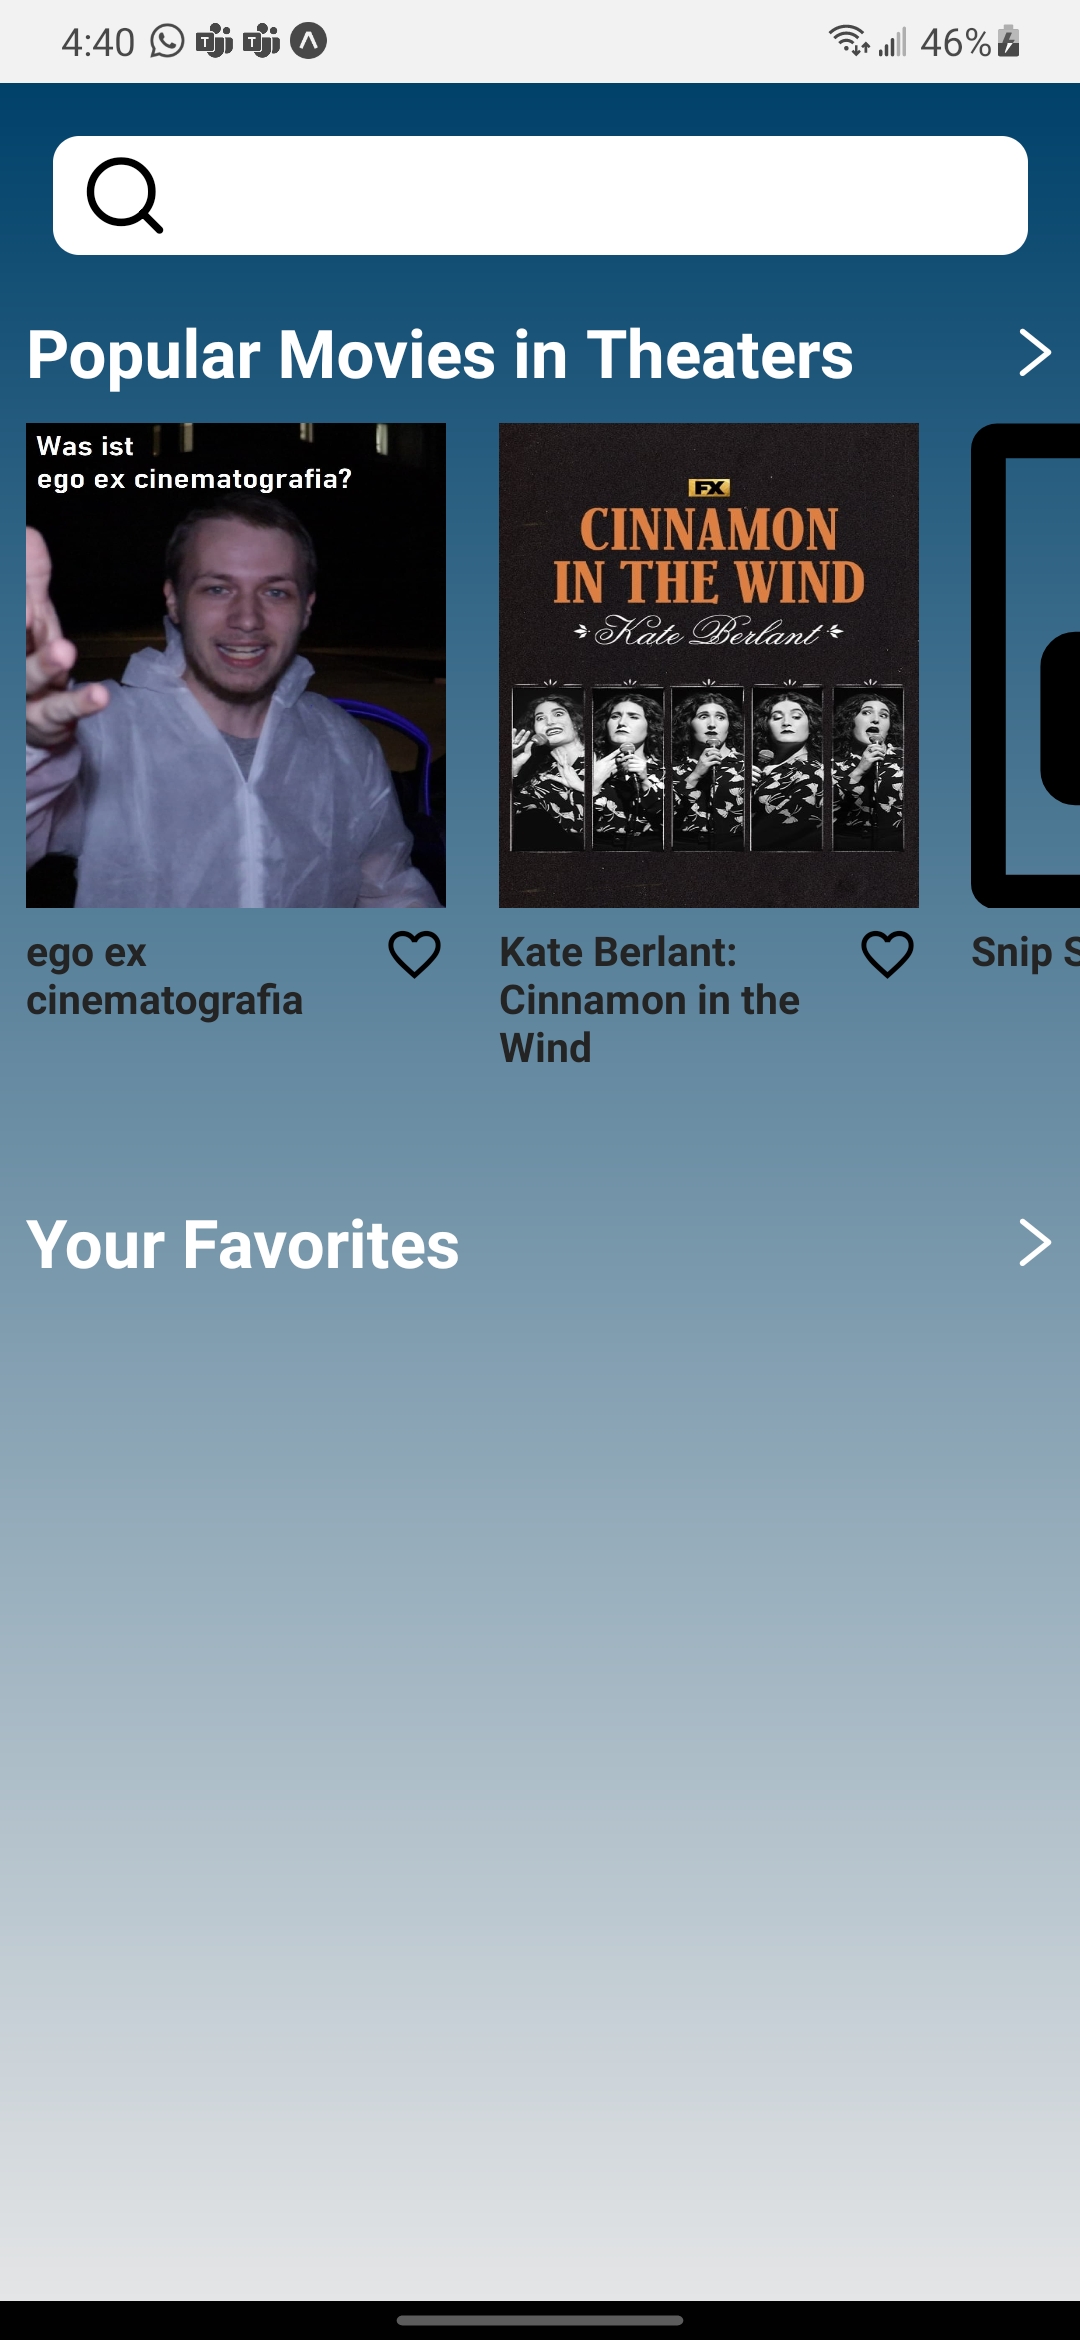 4:40
46%
Popular Movies in Theaters
Was ist
ego ex cinematografia?
FX
CINNAMON
IN THE WIND
Kate Berlant
ego ex
cinematografia
Kate Berlant:
Cinnamon in the
Wind
Snip S
Your Favorites